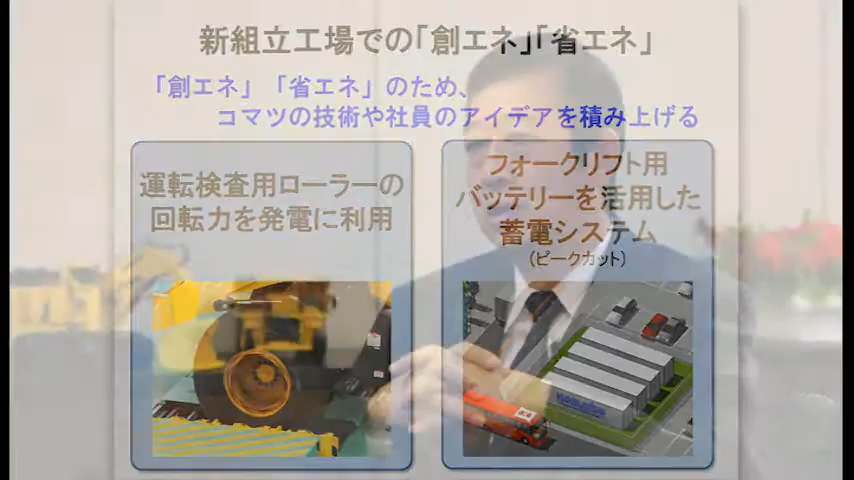 新組立工場での「創エネ」「省エネ」
「創エネ」「省エネ」のため、
コマツの技術や社員のアイデアを積み上げる
運転検査用ローラーの
回転力を発電に利用
フォークリフト用
バッテリーを活用した
蓄電システム
(ピークカット)
KOMATSU